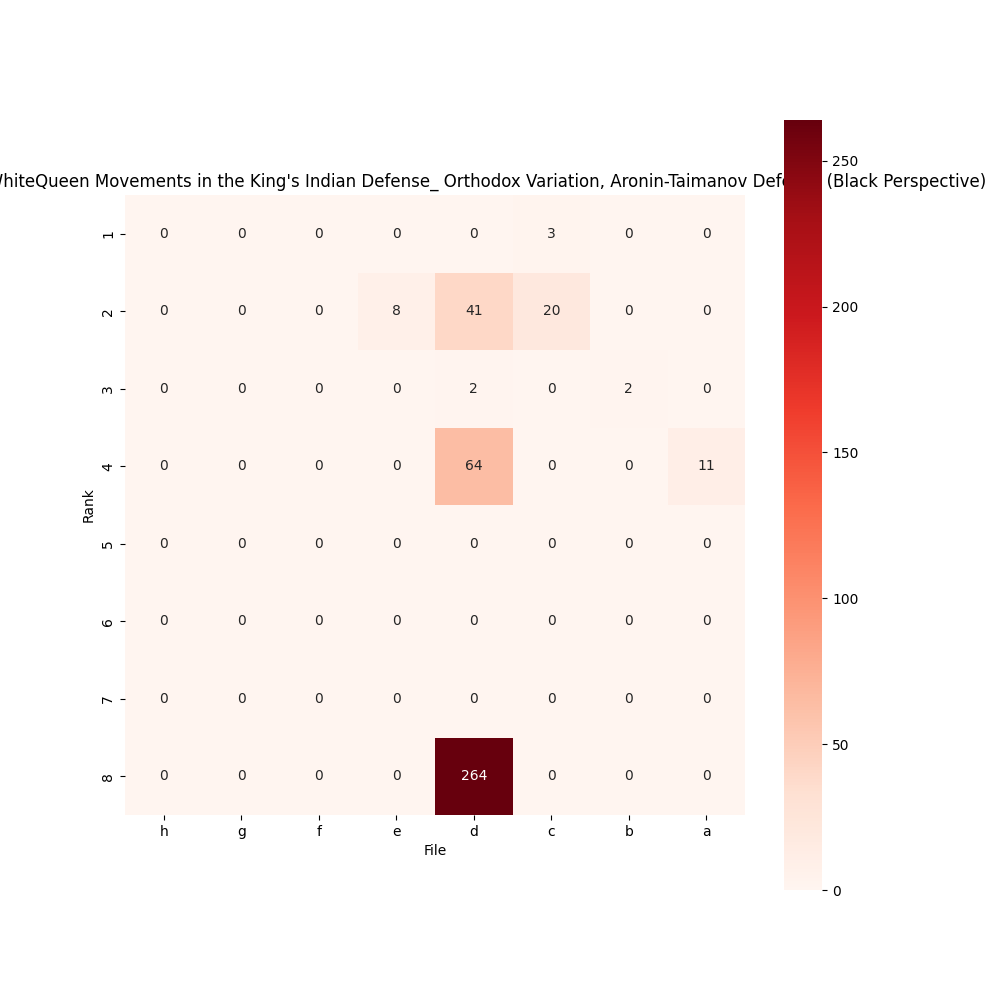 WhiteQueen Movements in the King's Indian Defense_ Orthodox Variation, Aronin-Taimanov Defe (Black Perspective)
1 0 0 0 0 0 3 0 0
2 0 0 0 8 41 20 0 0
3 0 0 0 0 2 0 2 0
4 0 0 0 0 64 0 0 11
5 0 0 0 0 0 0 0 0
6 0 0 0 0 0 0 0 0
7 0 0 0 0 0 0 0 0
8 0 0 0 0 264 0 0 0
h g f e d c b a
File
Rank
250
200
150
100
50
0